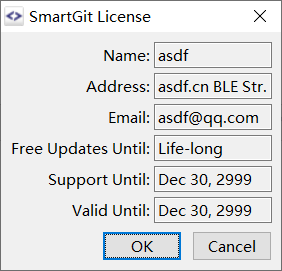 SmartGit License
Name: asdf
Address: asdf.cn BLE Str.
Email: asdf@qq.com
Free Updates Until: Life-long
Support Until: Dec 30, 2999
Valid Until: Dec 30, 2999
OK Cancel